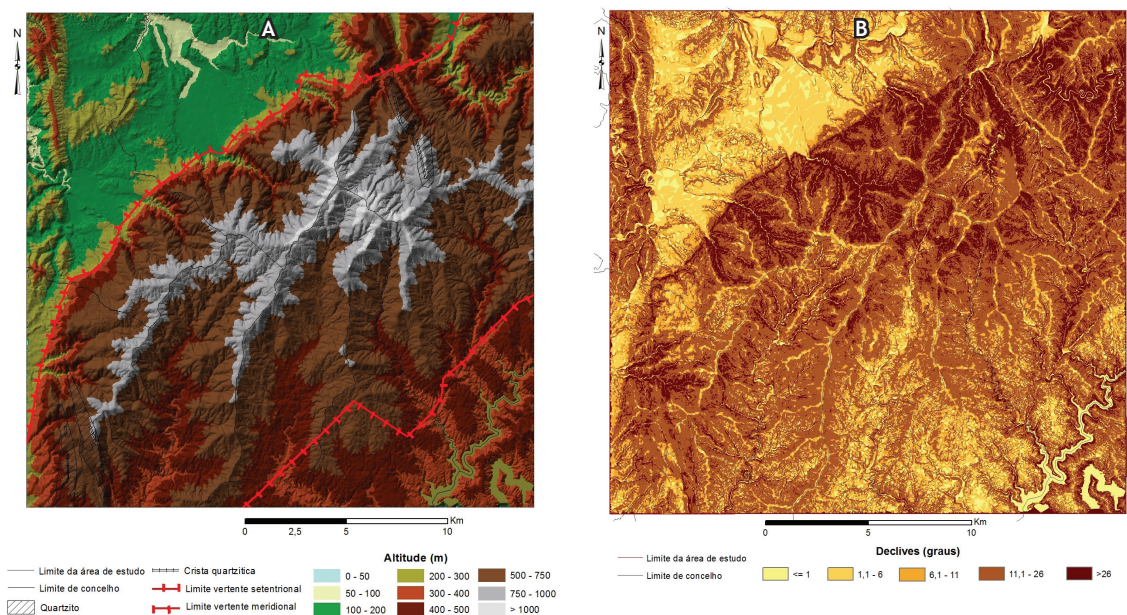 A
N
0 2,5 5 10 Km
Limite da área de estudo
Limite de concelho
Quartzito
Crista quartzítica
Limite vertente setentrional
Limite vertente meridional
Altitude (m)
0 - 50
50 - 100
100 - 200
200 - 300
300 - 400
400 - 500
500 - 750
750 - 1000
> 1000
B
N
0 5 10 Km
Limite da área de estudo
Limite de concelho
Declives (graus)
<= 1
1,1 - 6
6,1 - 11
11,1 - 26
>26